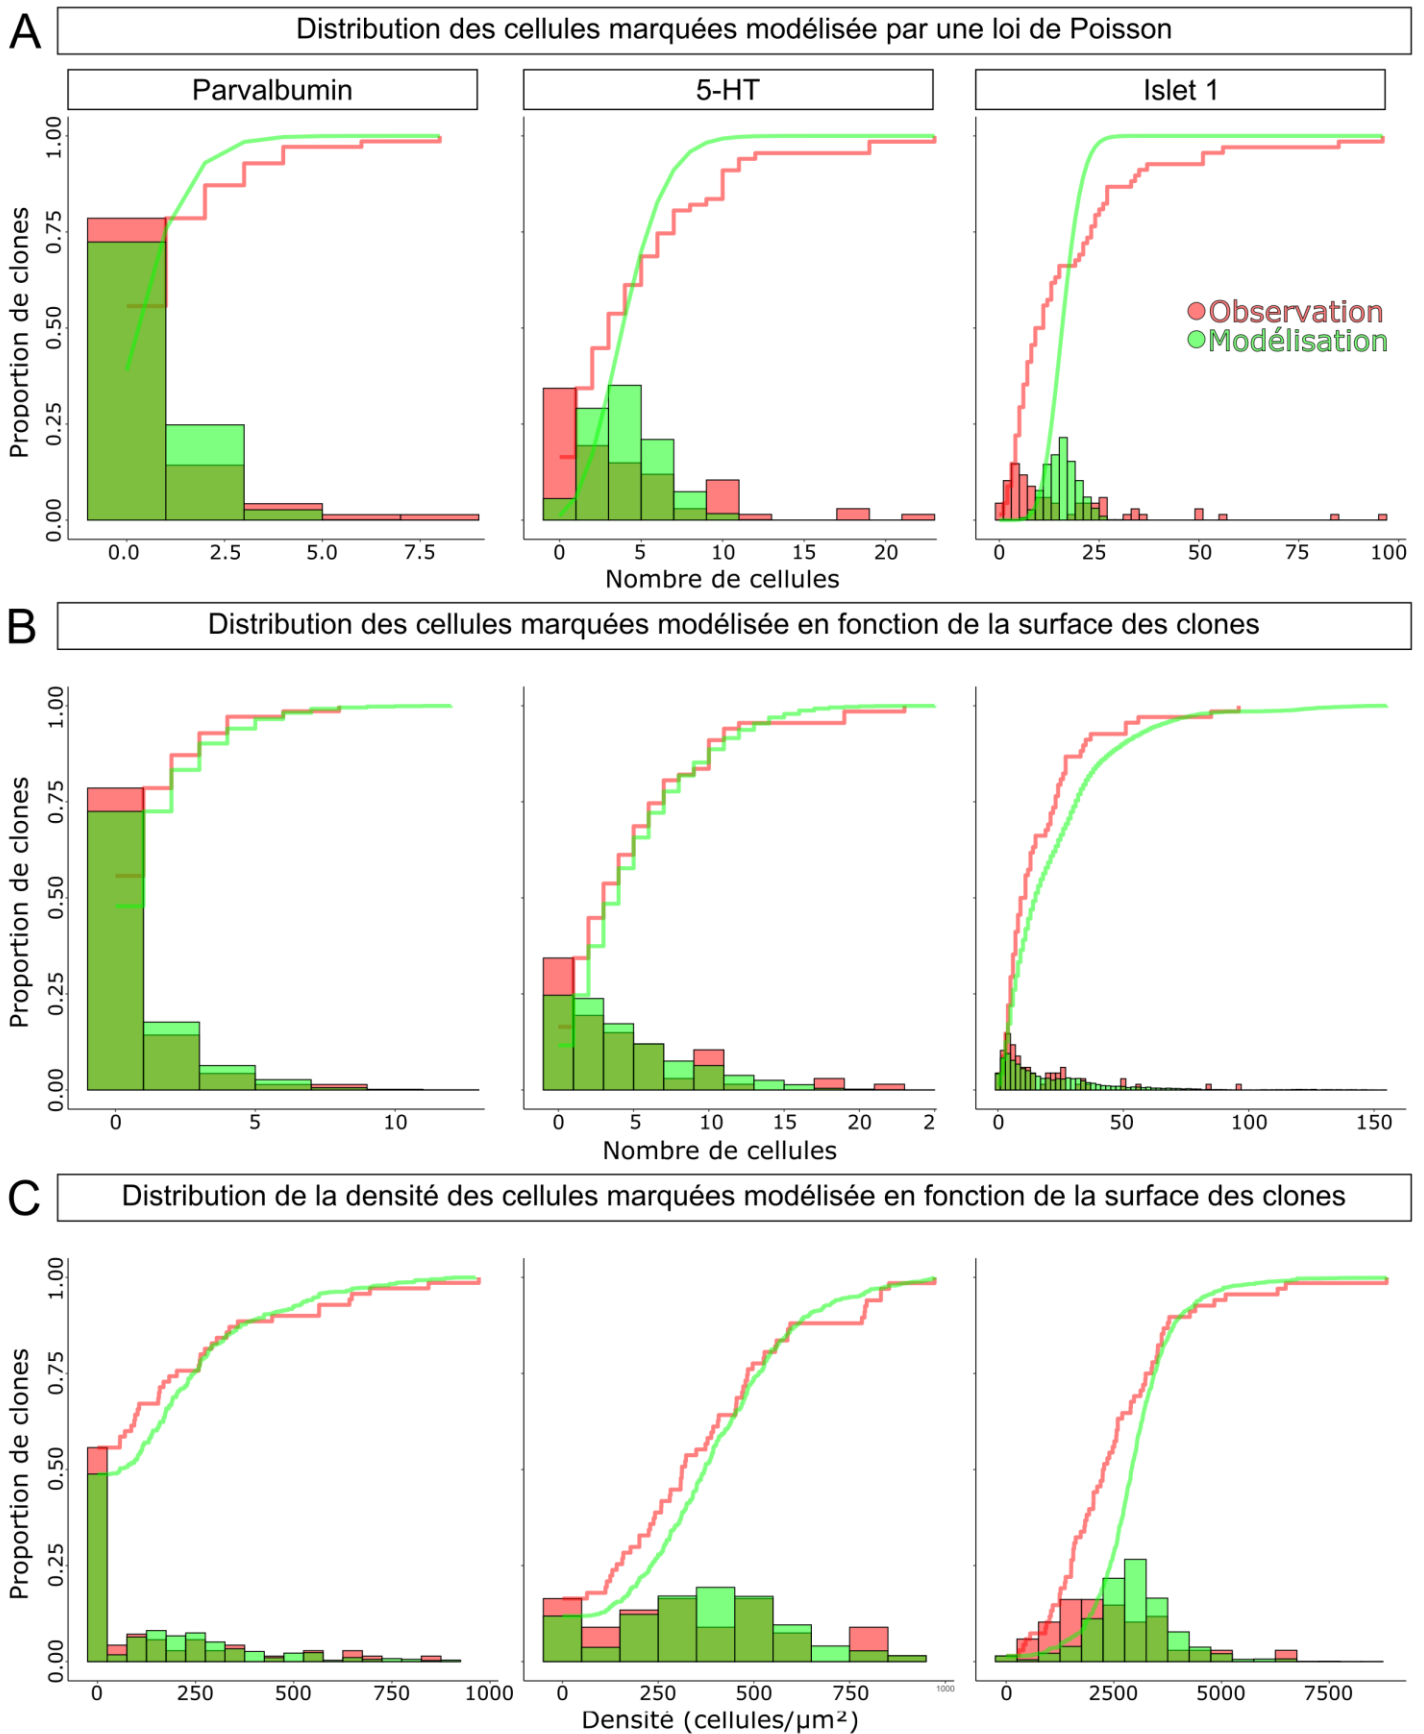 A
Distribution des cellules marquées modélisée par une loi de Poisson
Parvalbumin
5-HT
Islet 1
Proportion de clones
1.00
0.75
0.50
0.25
0.00
Observation
Modélisation
0.0 2.5 5.0 7.5
0 5 10 15 20
0 25 50 75 100
Nombre de cellules
B
Distribution des cellules marquées modélisée en fonction de la surface des clones
Proportion de clones
1.00
0.75
0.50
0.25
0.00
0 5 10
0 5 10 15 20 2
0 50 100 150
Nombre de cellules
C
Distribution de la densité des cellules marquées modélisée en fonction de la surface des clones
Proportion de clones
1.00
0.75
0.50
0.25
0.00
0 250 500 750 1000
0 250 500 750 1000
0 2500 5000 7500
Densité (cellules/µm²)